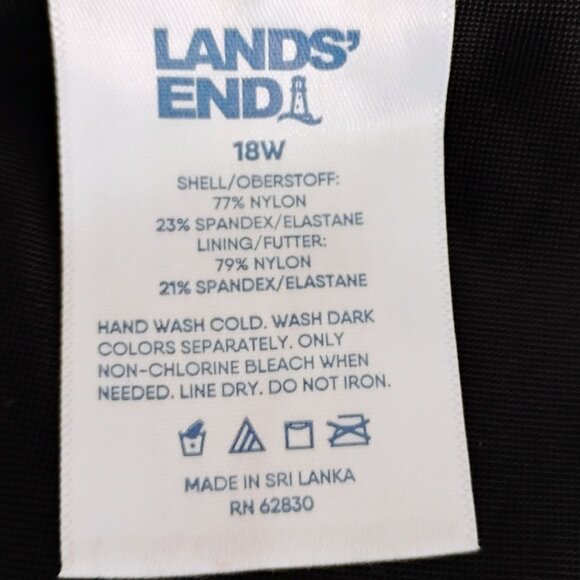 LANDS'
END
18W
SHELL/OBERSTOFF:
77% NYLON
23% SPANDEX/ELASTANE
LINING/FUTTER:
79% NYLON
21% SPANDEX/ELASTANE
HAND WASH COLD. WASH DARK
COLORS SEPARATELY. ONLY
NON-CHLORINE BLEACH WHEN
NEEDED. LINE DRY. DO NOT IRON.
MADE IN SRI LANKA
RN 62830